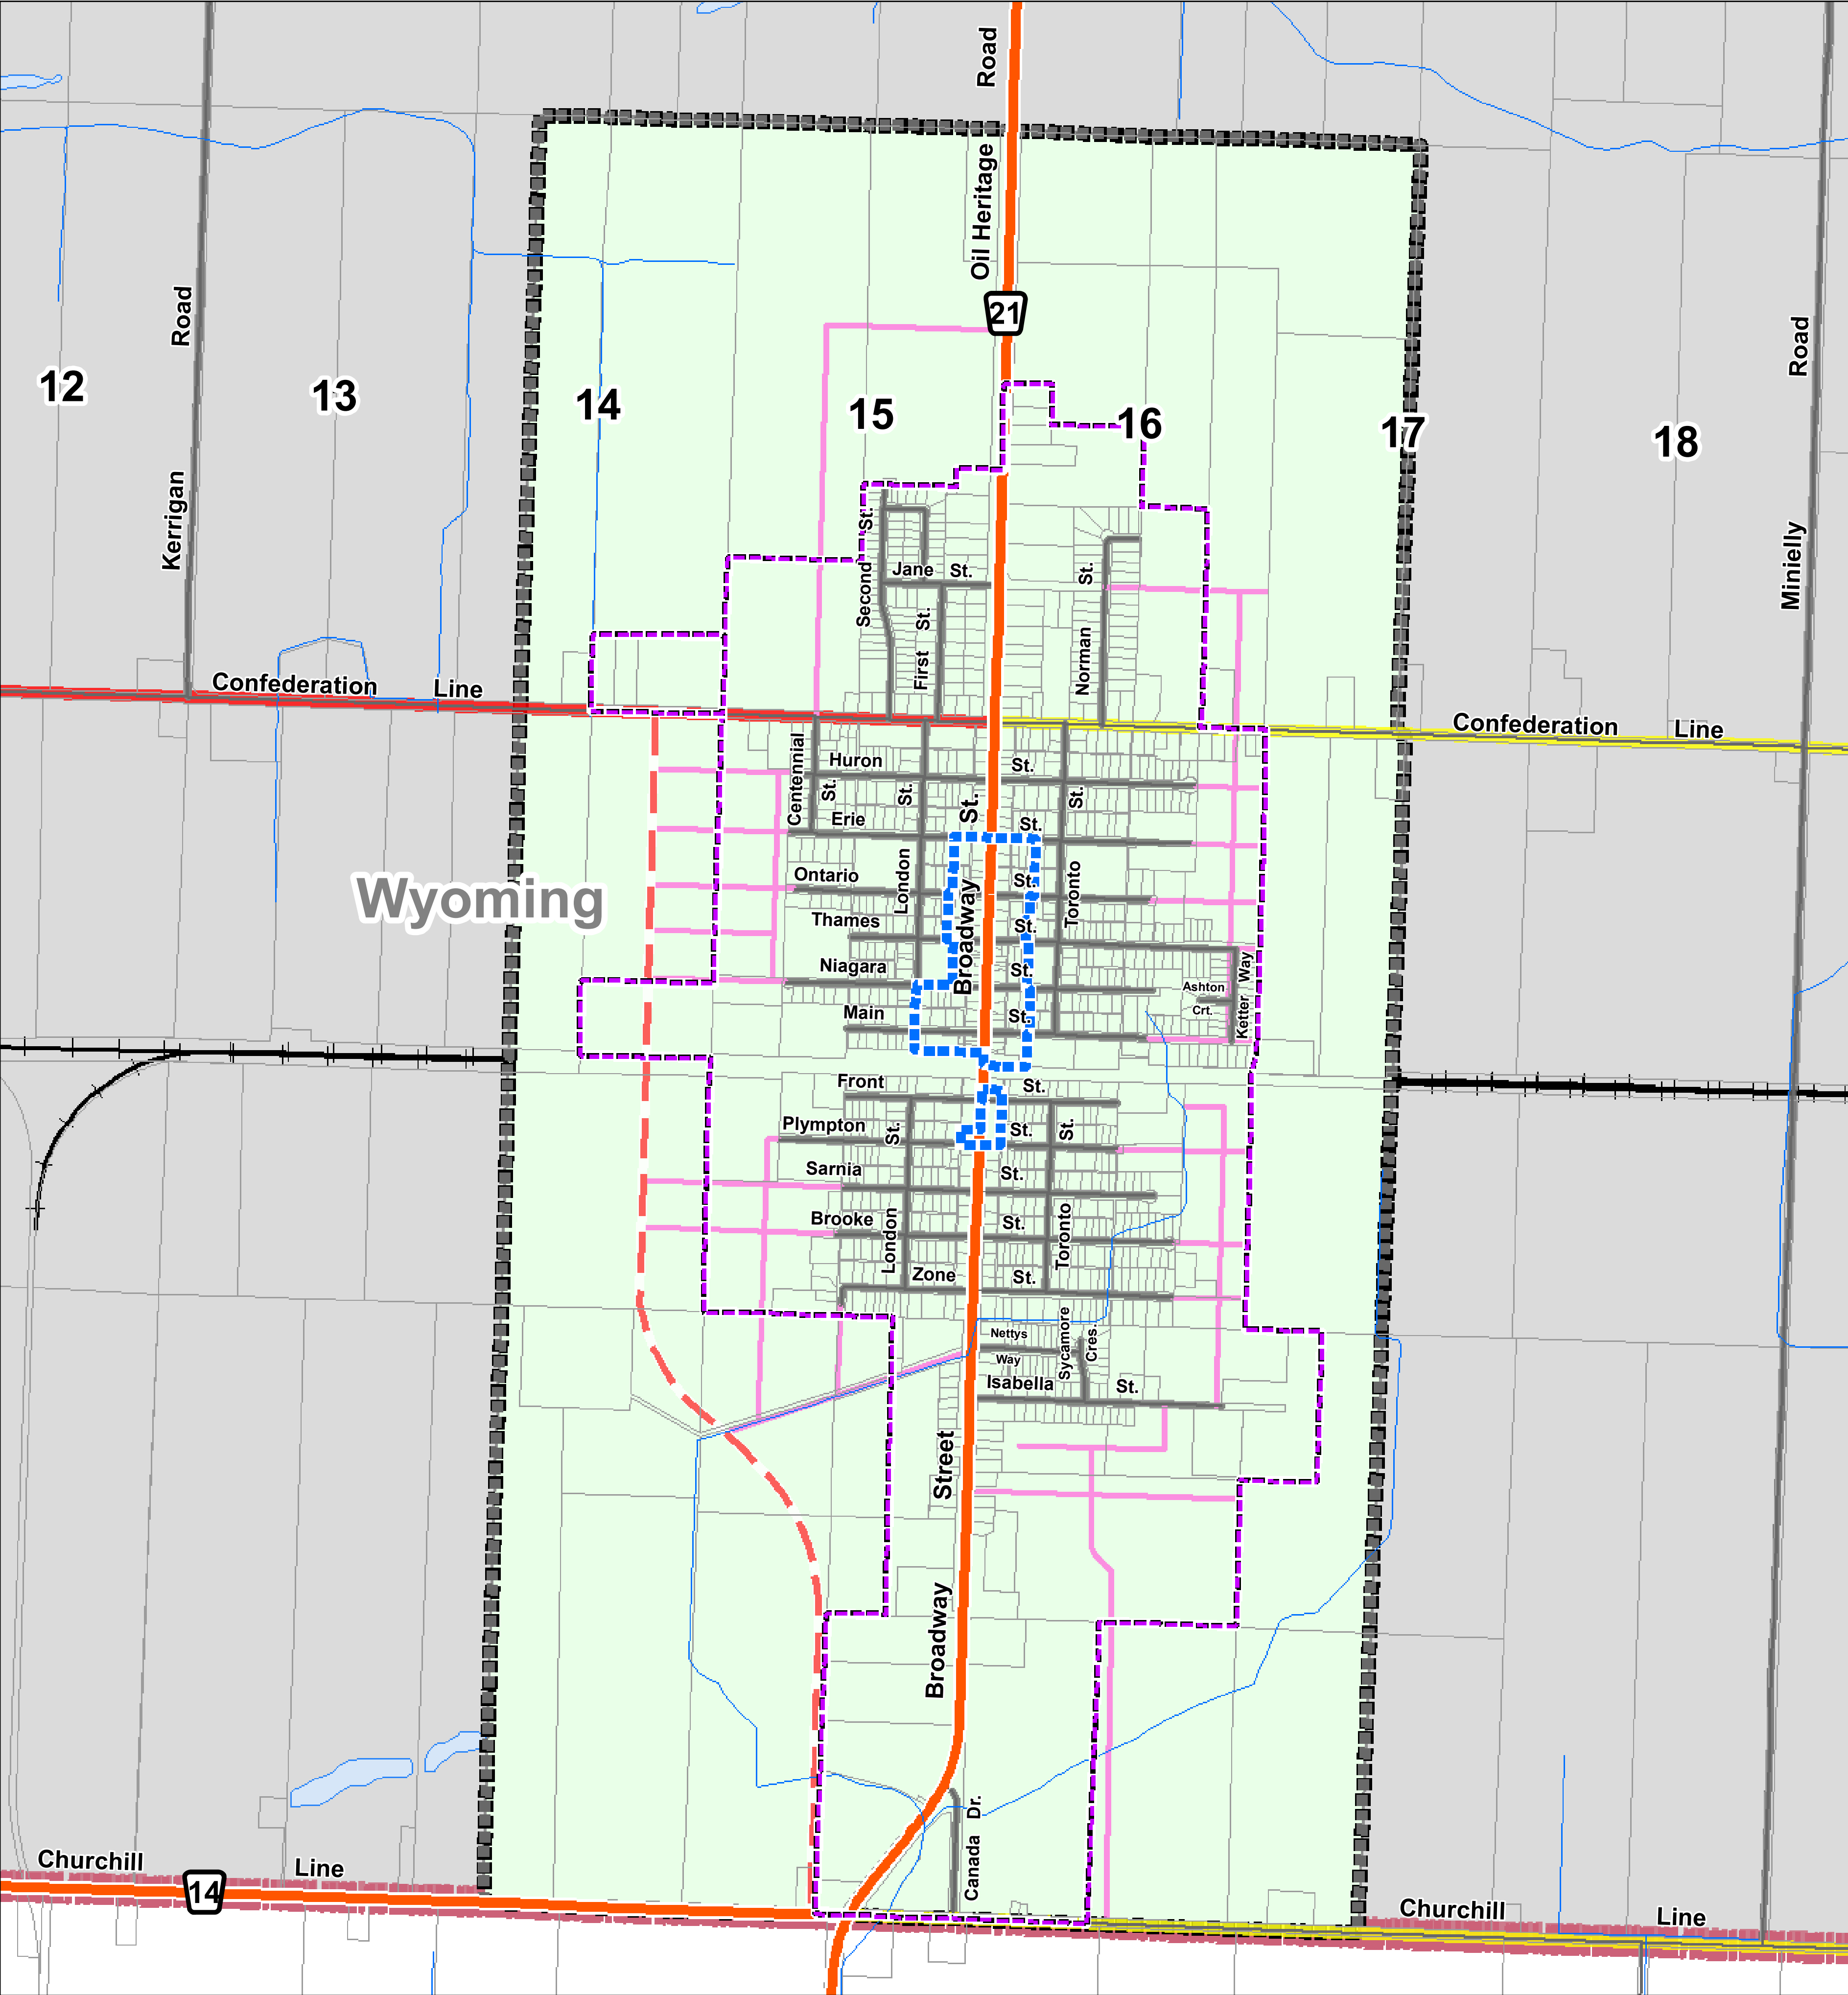 Road
Oil Heritage
21
Road
Road
12
13
14
15
16
17
18
Kerrigan
Minielly
Second St.
Jane St.
First St.
Norman St.
Confederation Line
Confederation Line
Centennial St.
Huron St.
London St.
Broadway St.
Toronto St.
Erie St.
Wyoming
Ontario St.
Thames St.
Niagara St.
Ashton Crt.
Ketter Way
Main St.
Front St.
Plympton St.
London St.
Toronto St.
Sarnia St.
Brooke St.
Zone St.
Nettys Way
Sycamore Cres.
Isabella St.
Broadway Street
Canada Dr.
Churchill Line
14
Churchill Line